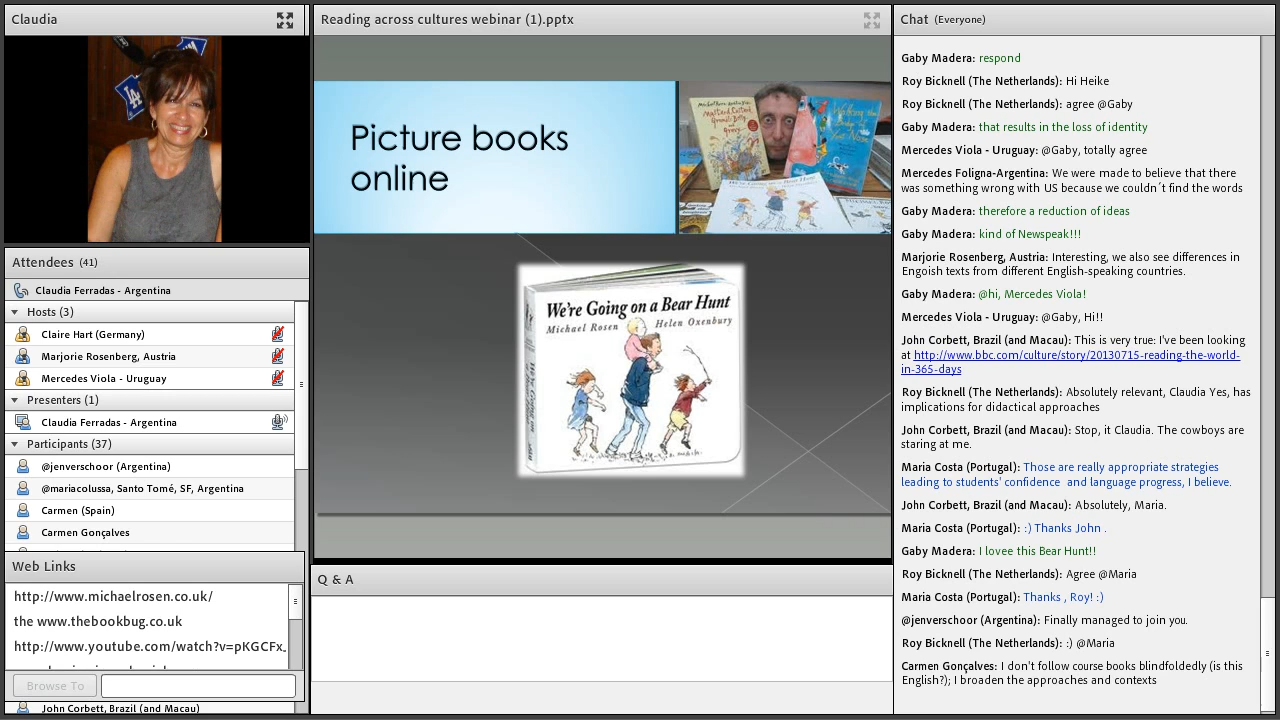 Claudia
Attendees (41)
Claudia Ferradas - Argentina
Hosts (3)
Claire Hart (Germany)
Marjorie Rosenberg, Austria
Mercedes Viola - Uruguay
Presenters (1)
Claudia Ferradas - Argentina
Participants (37)
@jenverschoor (Argentina)
@mariacolussa, Santo Tomé, SF, Argentina
Carmen (Spain)
Carmen Gonçalves
Web Links
http://www.michaelrosen.co.uk/
the www.thebookbug.co.uk
http://www.youtube.com/watch?v=pKGCFx_
Browse To
John Corbett, Brazil (and Macau)
Reading across cultures webinar (1).pptx
Picture books
online
We're Going on a Bear Hunt
Michael Rosen Helen Oxenbury
Q & A
Chat (Everyone)
Gaby Madera: respond
Roy Bicknell (The Netherlands): Hi Heike
Roy Bicknell (The Netherlands): agree @Gaby
Gaby Madera: that results in the loss of identity
Mercedes Viola - Uruguay: @Gaby, totally agree
Mercedes Foligna-Argentina: We were made to believe that there
was something wrong with US because we couldn´t find the words
Gaby Madera: therefore a reduction of ideas
Gaby Madera: kind of Newspeak!!!
Marjorie Rosenberg, Austria: Interesting, we also see differences in
Engoish texts from different English-speaking countries.
Gaby Madera: @hi, Mercedes Viola!
Mercedes Viola - Uruguay: @Gaby, Hi!!
John Corbett, Brazil (and Macau): This is very true: I've been looking
at http://www.bbc.com/culture/story/20130715-reading-the-world-
in-365-days
Roy Bicknell (The Netherlands): Absolutely relevant, Claudia Yes, has
implications for didactical approaches
John Corbett, Brazil (and Macau): Stop, it Claudia. The cowboys are
staring at me.
Maria Costa (Portugal): Those are really appropriate strategies
leading to students' confidence and language progress, I believe.
John Corbett, Brazil (and Macau): Absolutely, Maria.
Maria Costa (Portugal): :) Thanks John .
Gaby Madera: I lovee this Bear Hunt!!
Roy Bicknell (The Netherlands): Agree @Maria
Maria Costa (Portugal): Thanks , Roy! :)
@jenverschoor (Argentina): Finally managed to join you.
Roy Bicknell (The Netherlands): :) @Maria
Carmen Gonçalves: I don't follow course books blindfoldedly (is this
English?); I broaden the approaches and contexts